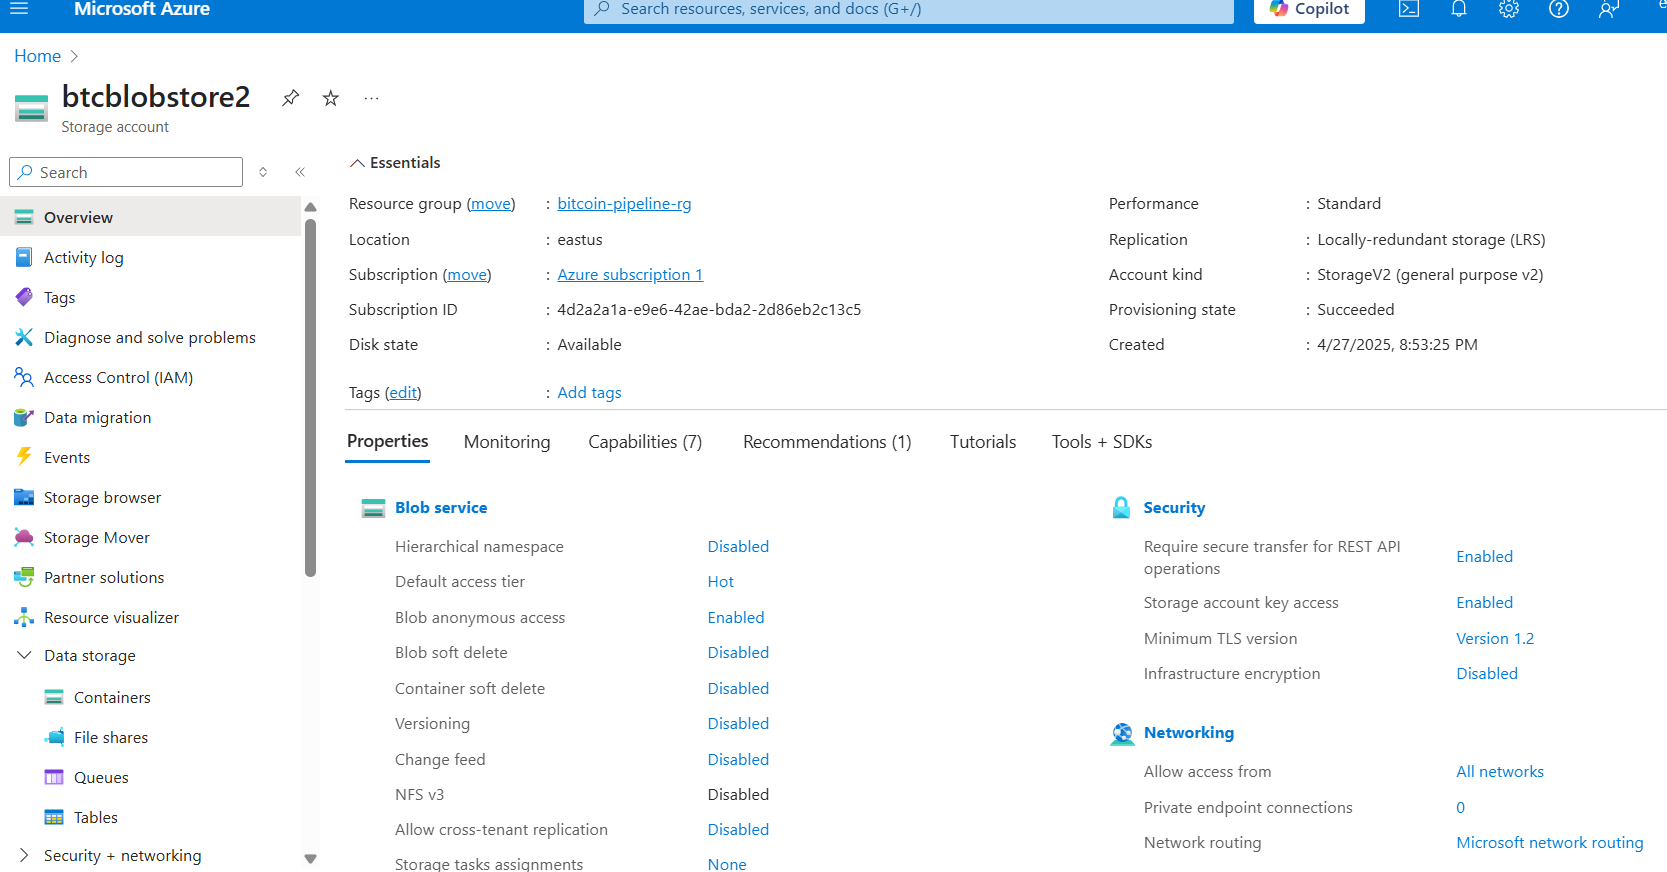 Microsoft Azure
Search resources, services, and docs (G+/)
Copilot
Home
btcblobstore2
Storage account
Search
Overview
Activity log
Tags
Diagnose and solve problems
Access Control (IAM)
Data migration
Events
Storage browser
Storage Mover
Partner solutions
Resource visualizer
Data storage
Containers
File shares
Queues
Tables
Security + networking
Essentials
Resource group (move) : bitcoin-pipeline-rg
Location : eastus
Subscription (move) : Azure subscription 1
Subscription ID : 4d2a2a1a-e9e6-42ae-bda2-2d86eb2c13c5
Disk state : Available
Tags (edit) : Add tags
Performance : Standard
Replication : Locally-redundant storage (LRS)
Account kind : StorageV2 (general purpose v2)
Provisioning state : Succeeded
Created : 4/27/2025, 8:53:25 PM
Properties Monitoring Capabilities (7) Recommendations (1) Tutorials Tools + SDKs
Blob service
Hierarchical namespace Disabled
Default access tier Hot
Blob anonymous access Enabled
Blob soft delete Disabled
Container soft delete Disabled
Versioning Disabled
Change feed Disabled
NFS v3 Disabled
Allow cross-tenant replication Disabled
Storage tasks assignments None
Security
Require secure transfer for REST API
operations Enabled
Storage account key access Enabled
Minimum TLS version Version 1.2
Infrastructure encryption Disabled
Networking
Allow access from All networks
Private endpoint connections 0
Network routing Microsoft network routing